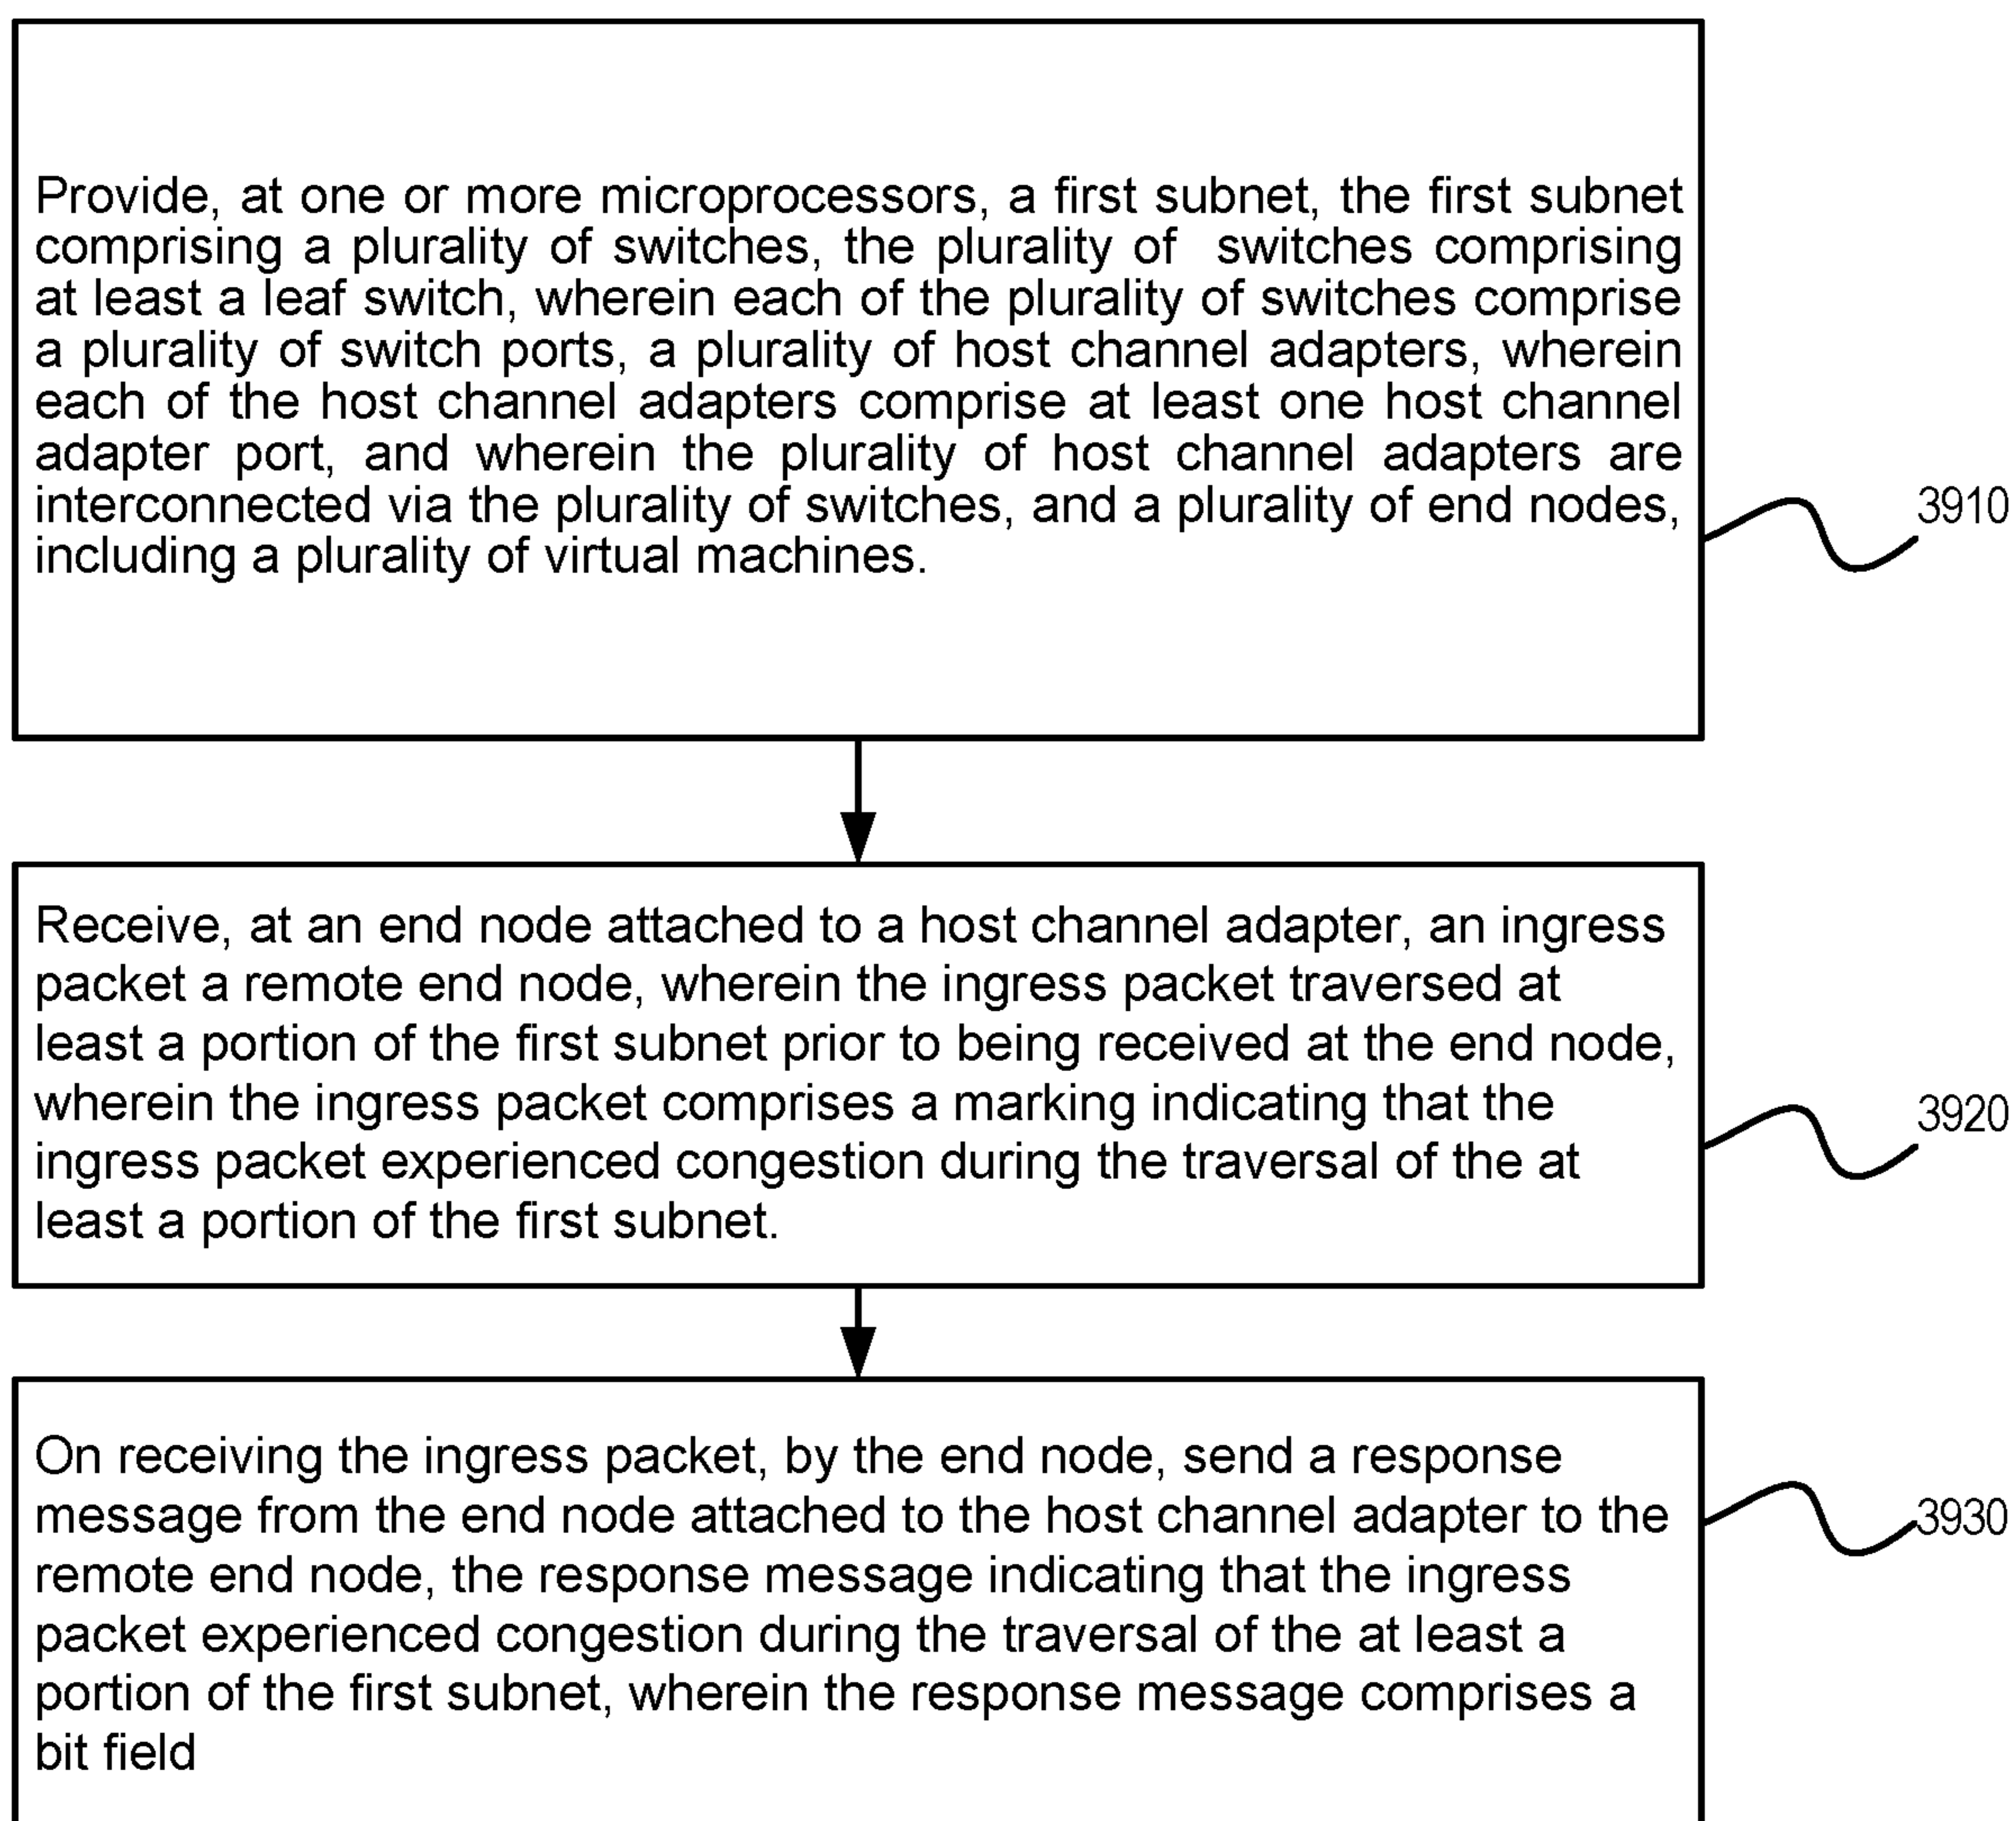 Provide, at one or more microprocessors, a first subnet, the first subnet
comprising a plurality of switches, the plurality of switches comprising
at least a leaf switch, wherein each of the plurality of switches comprise
a plurality of switch ports, a plurality of host channel adapters, wherein
each of the host channel adapters comprise at least one host channel
adapter port, and wherein the plurality of host channel adapters are
interconnected via the plurality of switches, and a plurality of end nodes,
including a plurality of virtual machines.
3910
Receive, at an end node attached to a host channel adapter, an ingress
packet a remote end node, wherein the ingress packet traversed at
least a portion of the first subnet prior to being received at the end node,
wherein the ingress packet comprises a marking indicating that the
ingress packet experienced congestion during the traversal of the at
least a portion of the first subnet.
3920
On receiving the ingress packet, by the end node, send a response
message from the end node attached to the host channel adapter to the
remote end node, the response message indicating that the ingress
packet experienced congestion during the traversal of the at least a
portion of the first subnet, wherein the response message comprises a
bit field
3930